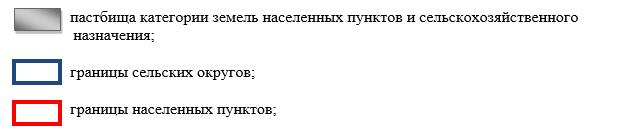 пастбища категории земель населенных пунктов и сельскохозяйственного
назначения;
границы сельских округов;
границы населенных пунктов;